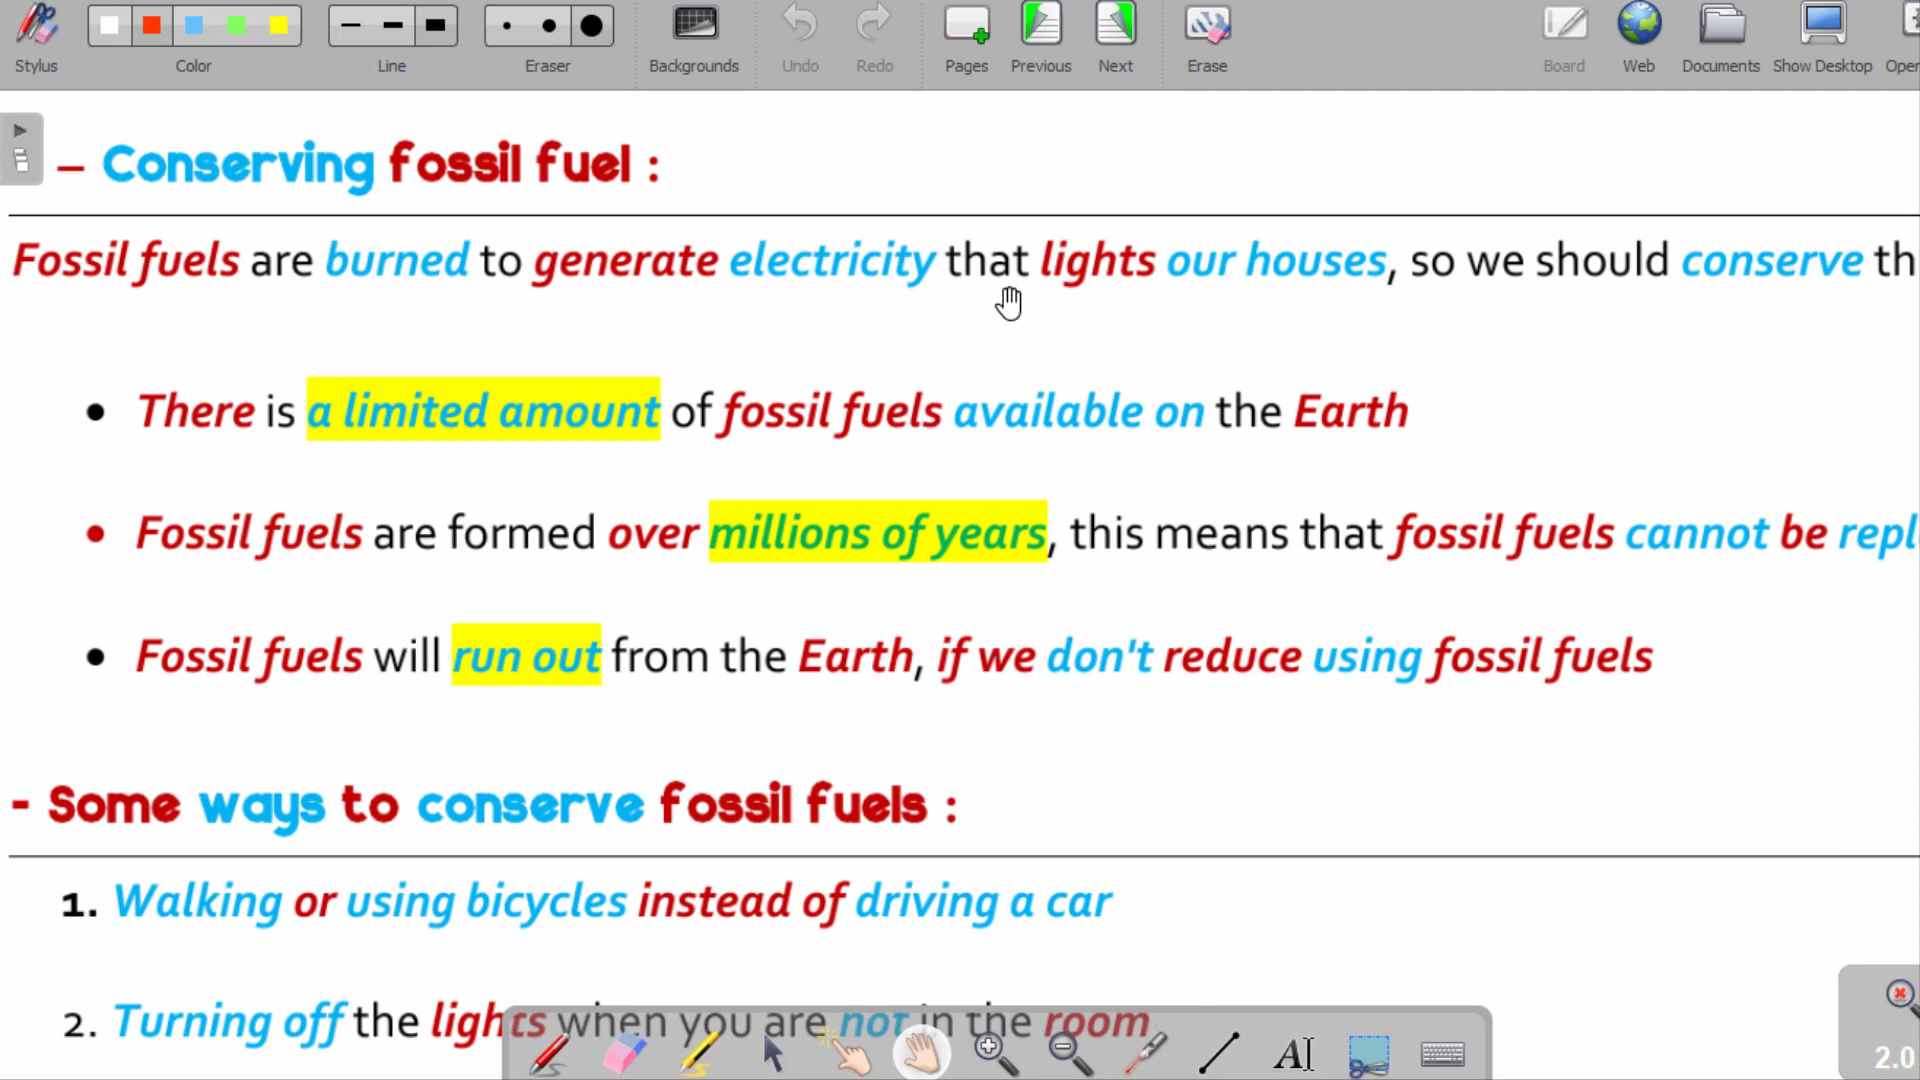 Stylus
Color
Line
Eraser
Backgrounds
Undo
Redo
Pages
Previous
Next
Erase
Board
Web
Documents
Show Desktop
– Conserving fossil fuel :
Fossil fuels are burned to generate electricity that lights our houses, so we should conserve
• There is a limited amount of fossil fuels available on the Earth
• Fossil fuels are formed over millions of years, this means that fossil fuels cannot be
• Fossil fuels will run out from the Earth, if we don't reduce using fossil fuels
- Some ways to conserve fossil fuels :
1. Walking or using bicycles instead of driving a car
2. Turning off the lights when you are not in the room
AI
2.0